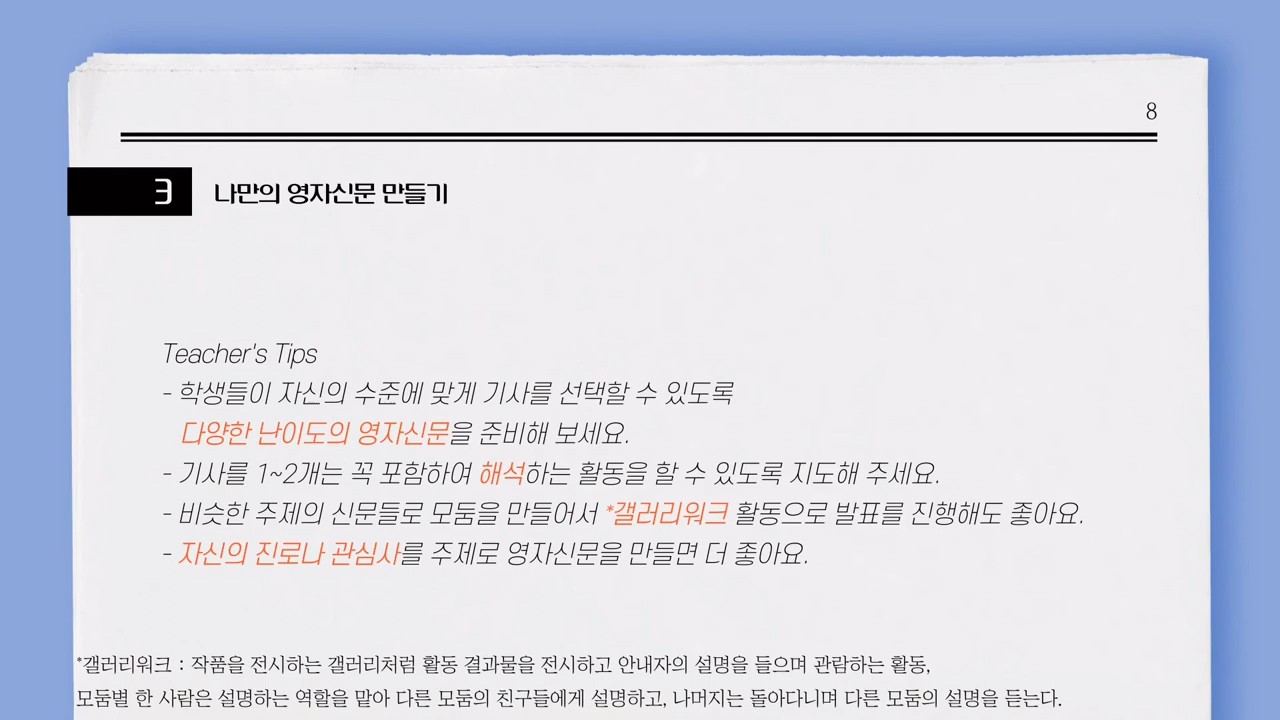 8
3 나만의 영자신문 만들기
Teacher's Tips
- 학생들이 자신의 수준에 맞게 기사를 선택할 수 있도록
다양한 난이도의 영자신문을 준비해 보세요.
- 기사를 1~2개는 꼭 포함하여 해석하는 활동을 할 수 있도록 지도해 주세요.
- 비슷한 주제의 신문들로 모둠을 만들어서 *갤러리워크 활동으로 발표를 진행해도 좋아요.
- 자신의 진로나 관심사를 주제로 영자신문을 만들면 더 좋아요.
*갤러리워크 : 작품을 전시하는 갤러리처럼 활동 결과물을 전시하고 안내자의 설명을 들으며 관람하는 활동,
모둠별 한 사람은 설명하는 역할을 맡아 다른 모둠의 친구들에게 설명하고, 나머지는 돌아다니며 다른 모둠의 설명을 듣는다.